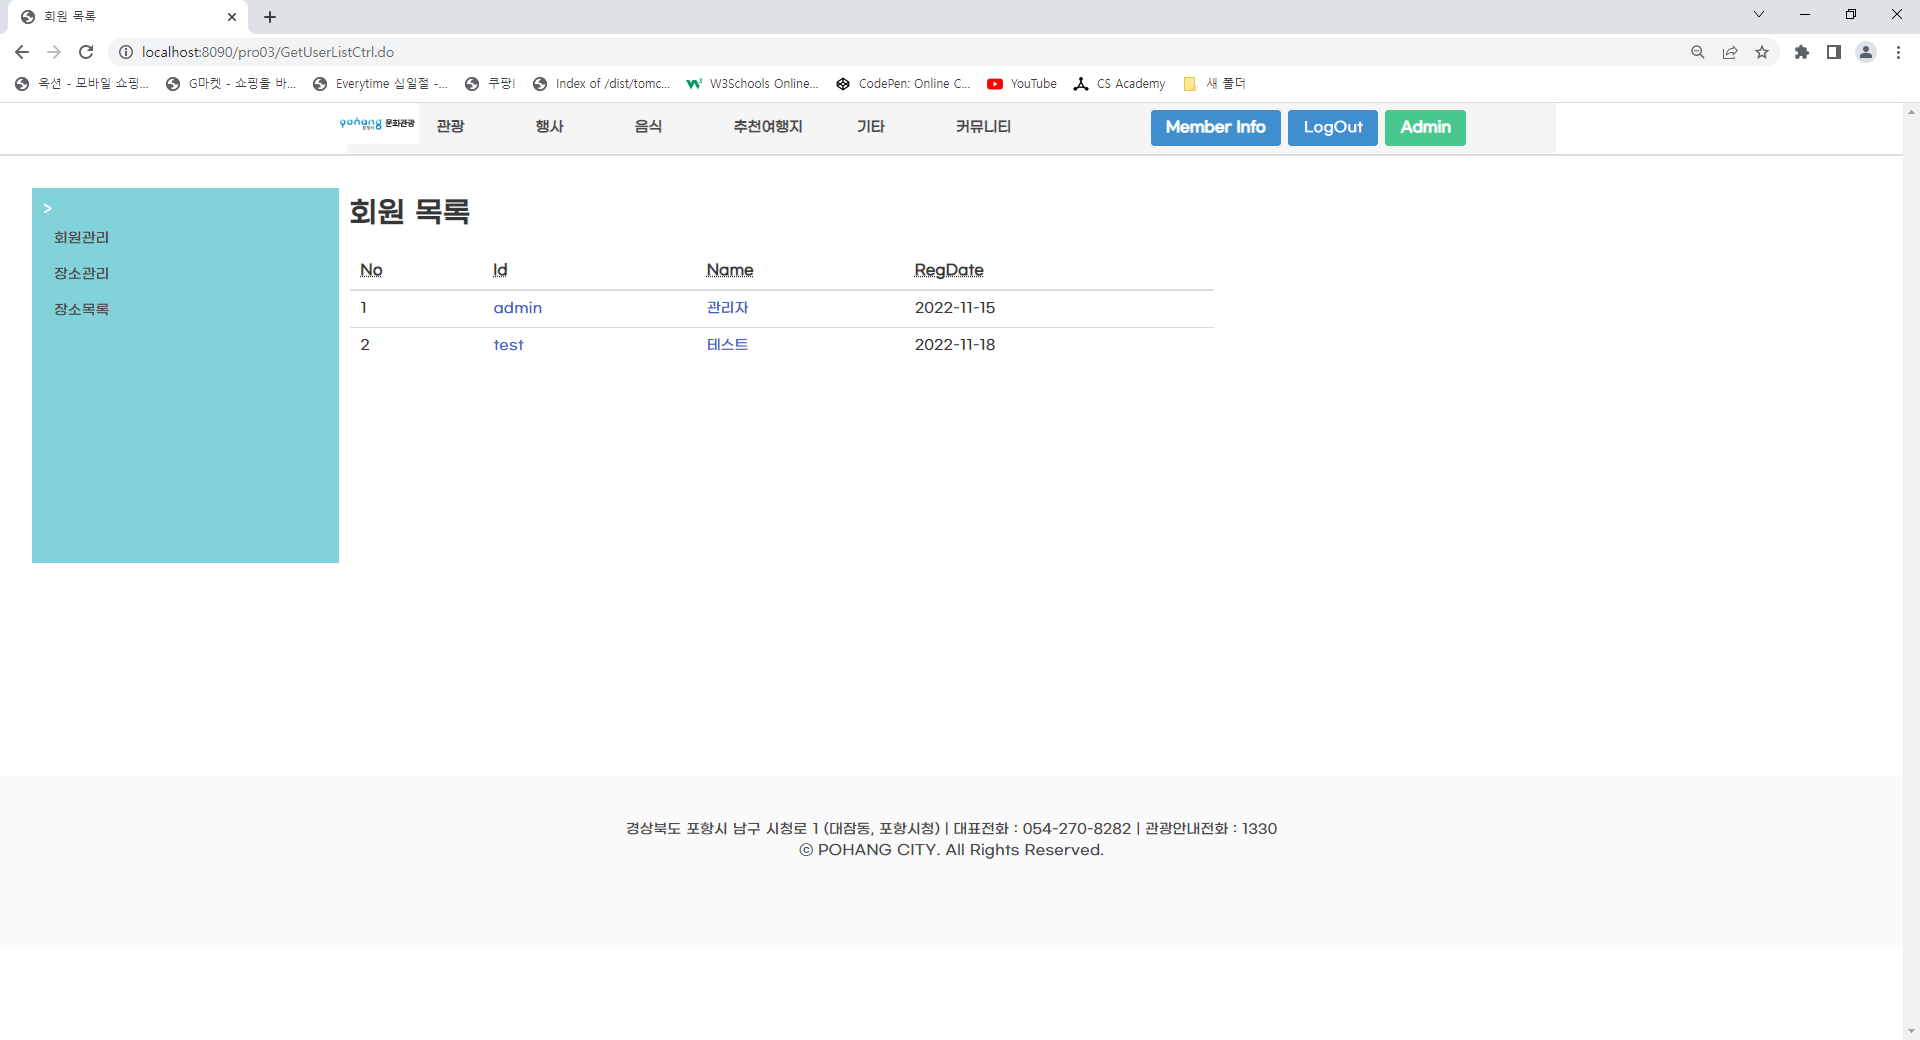 회원 목록
localhost:8090/pro03/GetUserListCtrl.do
옥션 - 모바일 쇼핑... G마켓 - 쇼핑을 바... Everytime 십일절 -... 쿠팡! Index of /dist/tomc... W3Schools Online... CodePen: Online C... YouTube CS Academy 새 폴더
pohang 포항시 문화관광 관광 행사 음식 추천여행지 기타 커뮤니티 Member Info LogOut Admin
>
회원관리
장소관리
장소목록
회원 목록
No Id Name RegDate
1 admin 관리자 2022-11-15
2 test 테스트 2022-11-18
경상북도 포항시 남구 시청로 1 (대잠동, 포항시청) | 대표전화 : 054-270-8282 | 관광안내전화 : 1330
ⓒ POHANG CITY. All Rights Reserved.